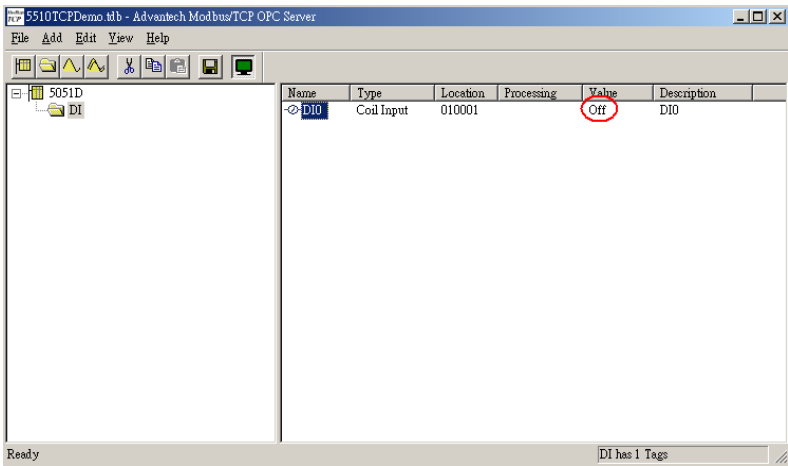 5510TCPDemo.tdb - Advantech Modbus/TCP OPC Server
File Add Edit View Help
5051D
DI
Name Type Location Processing Value Description
DI0 Coil Input 010001 Off DI0
Ready
DI has 1 Tags